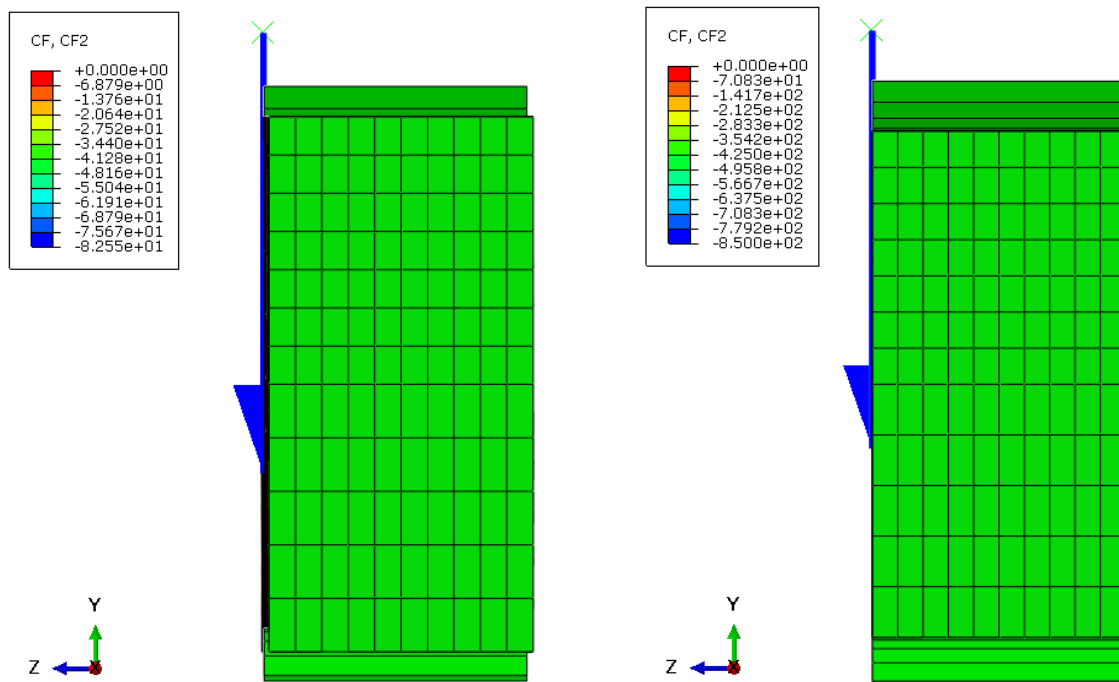 CF, CF2
+0.000e+00
-6.879e+00
-1.376e+01
-2.064e+01
-2.752e+01
-3.440e+01
-4.128e+01
-4.816e+01
-5.504e+01
-6.191e+01
-6.879e+01
-7.567e+01
-8.255e+01
Y
Z
X
CF, CF2
+0.000e+00
-7.083e+01
-1.417e+02
-2.125e+02
-2.833e+02
-3.542e+02
-4.250e+02
-4.958e+02
-5.667e+02
-6.375e+02
-7.083e+02
-7.792e+02
-8.500e+02
Y
Z
X